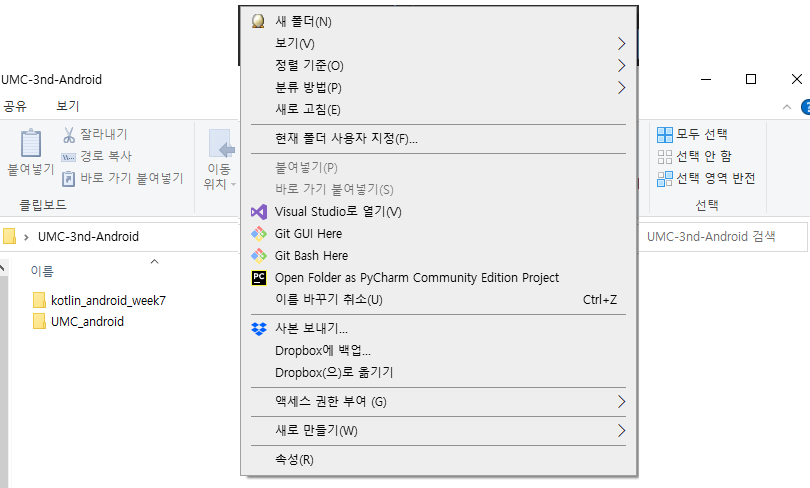 UMC-3nd-Android
공유
보기
붙여넣기
잘라내기
경로 복사
바로 가기 붙여넣기
클립보드
이동
위치
새 폴더(N)
보기(V)
정렬 기준(O)
분류 방법(P)
새로 고침(E)
현재 폴더 사용자 지정(F)...
붙여넣기(P)
바로 가기 붙여넣기(S)
Visual Studio로 열기(V)
Git GUI Here
Git Bash Here
PC Open Folder as PyCharm Community Edition Project
이름 바꾸기 취소(U) Ctrl+Z
사본 보내기...
Dropbox에 백업...
Dropbox(으)로 옮기기
액세스 권한 부여 (G)
새로 만들기(W)
속성(R)
모두 선택
선택 안 함
선택 영역 반전
선택
UMC-3nd-Android
UMC-3nd-Android 검색
이름
kotlin_android_week7
UMC_android